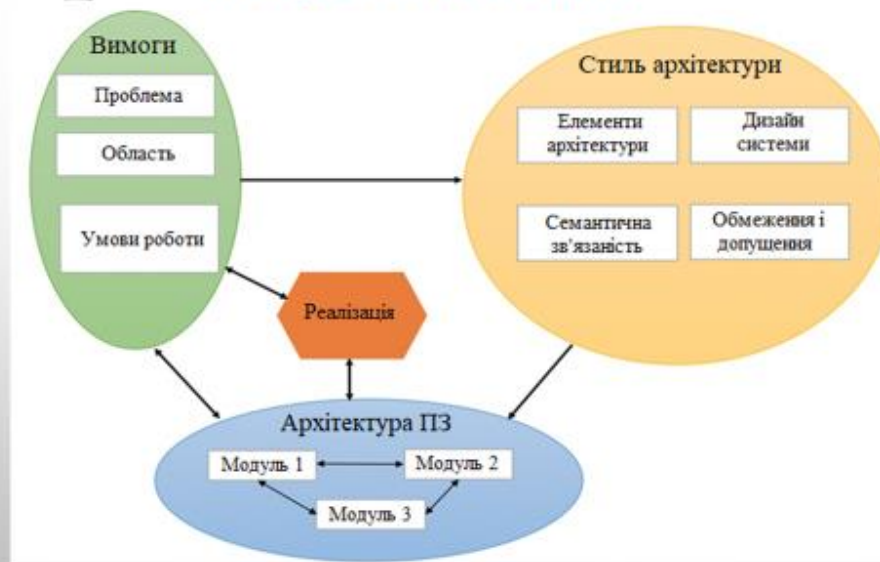 Вимоги
Проблема
Область
Умови роботи
Стиль архітектури
Елементи
архітектури
Дизайн
системи
Семантична
зв'язаність
Обмеження і
допущення
Реалізація
Архітектура ПЗ
Модуль 1
Модуль 2
Модуль 3